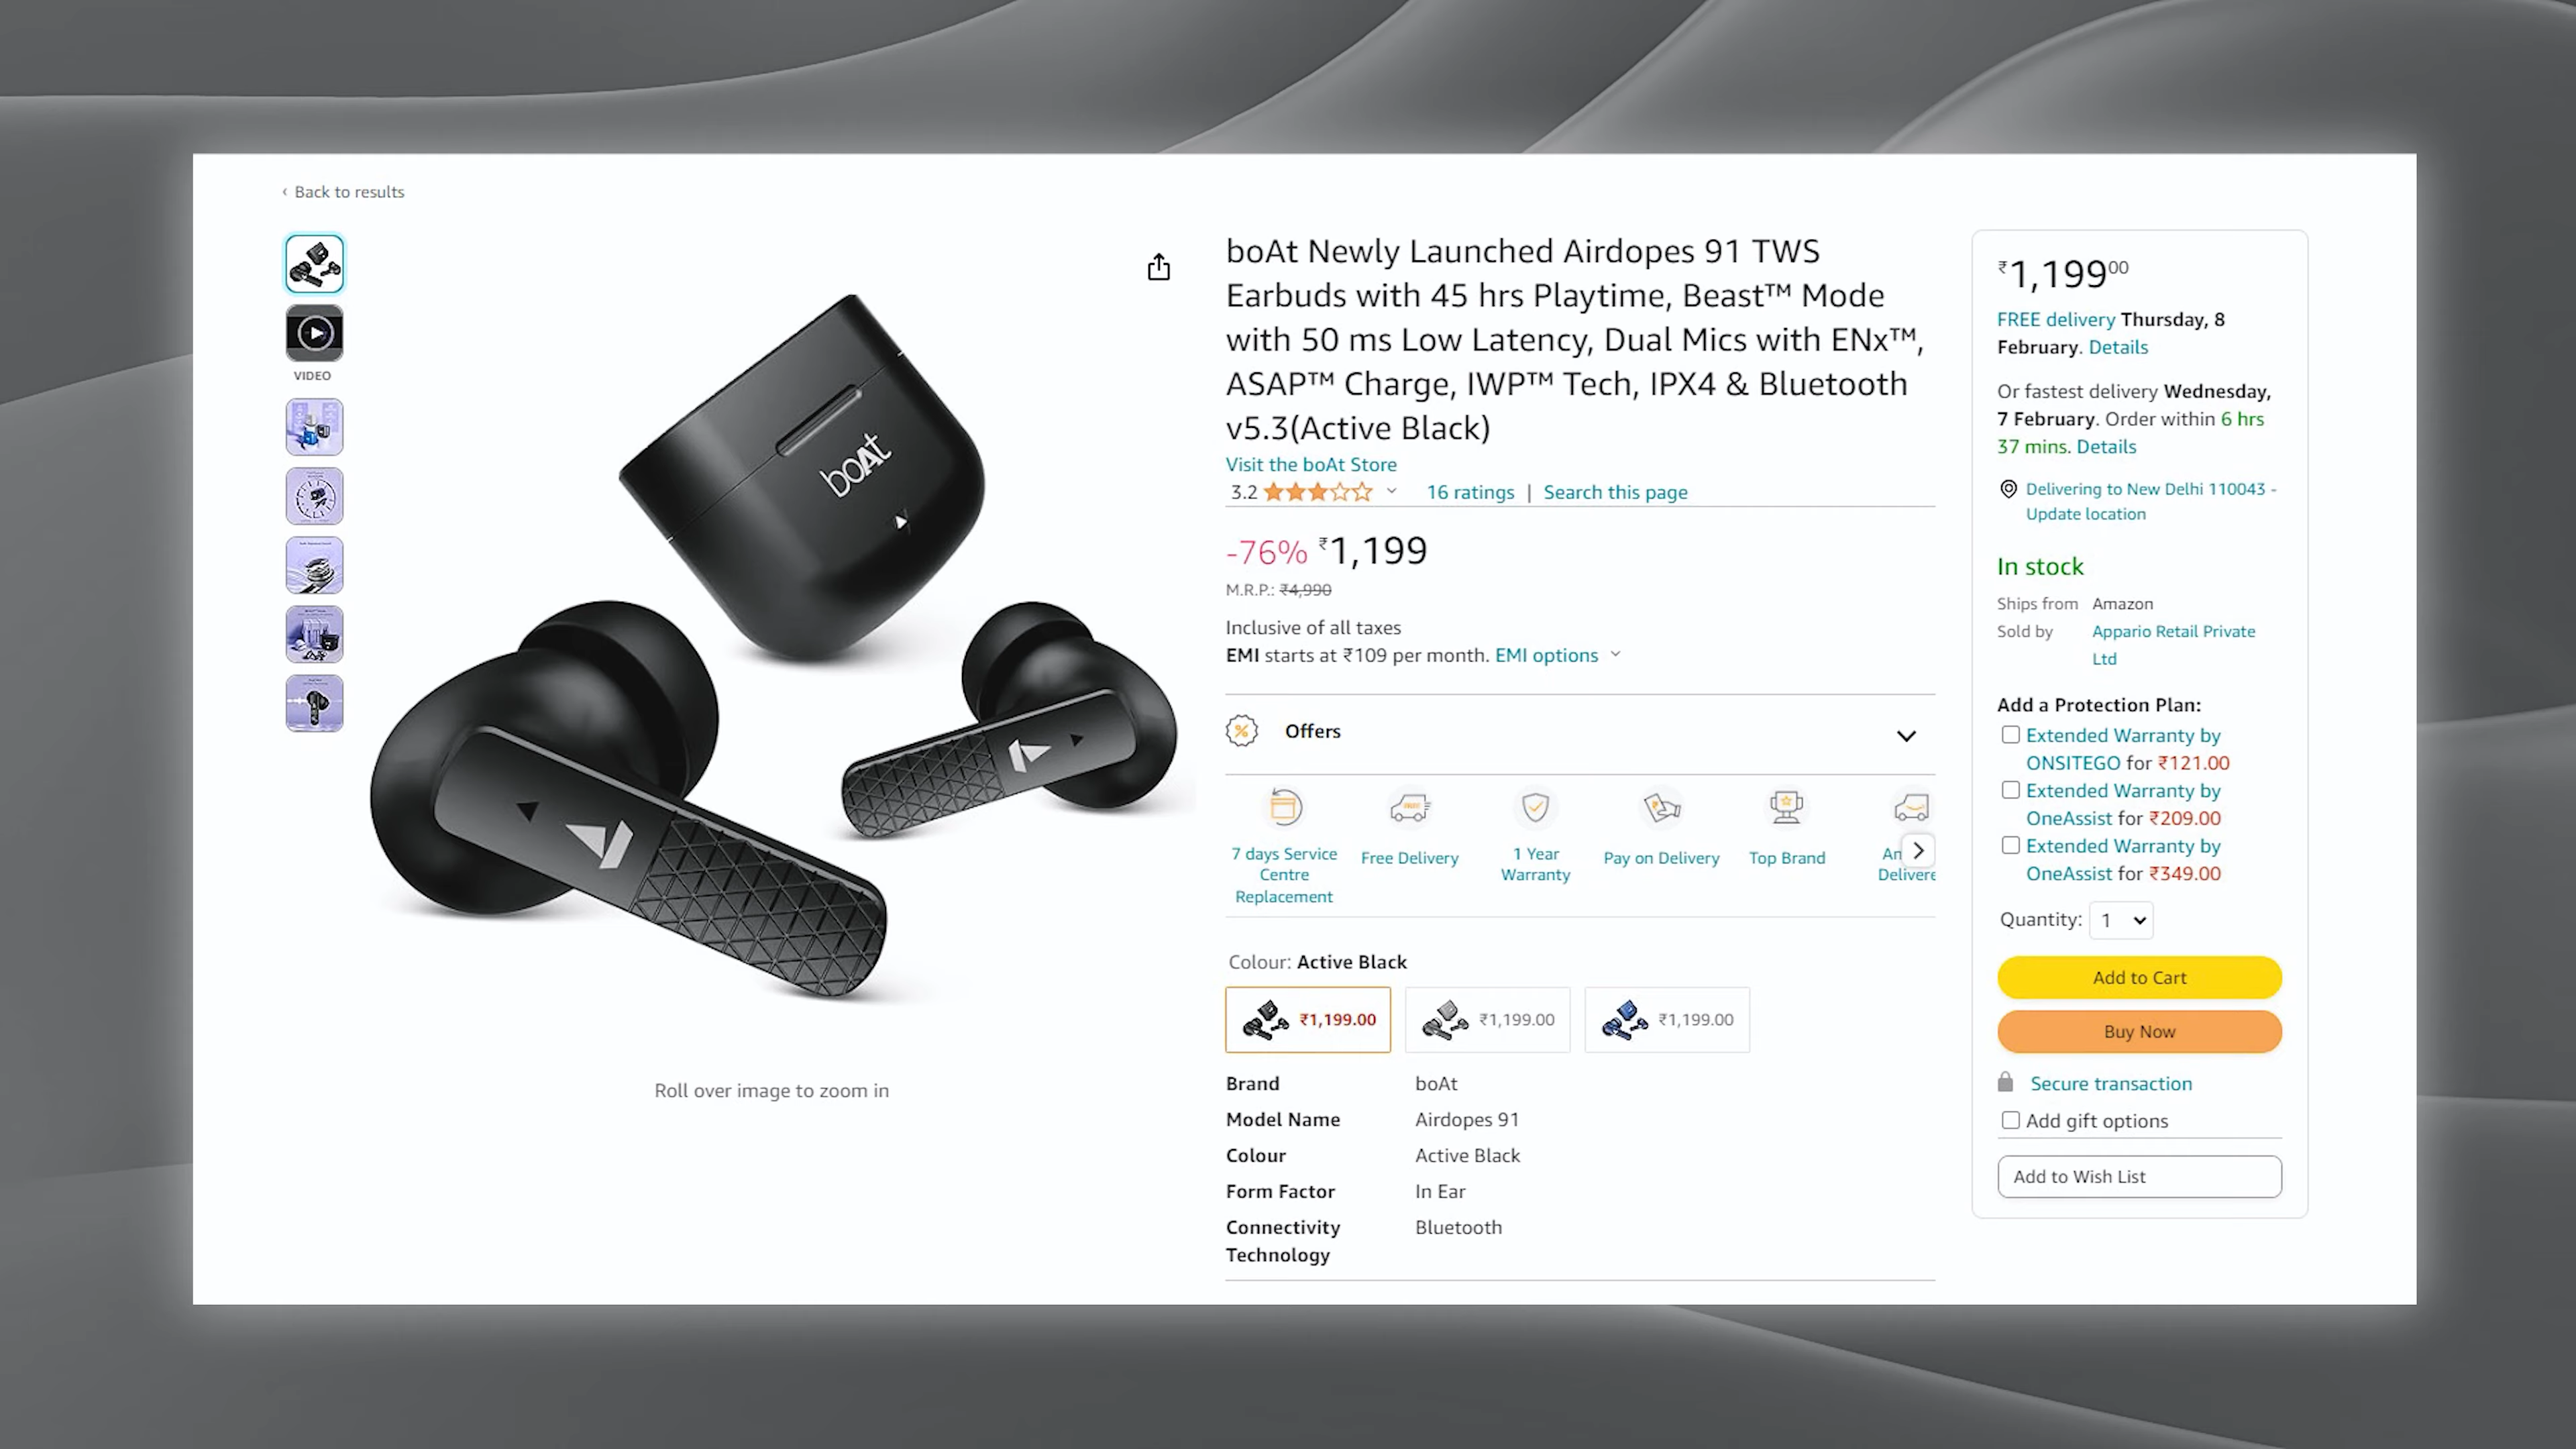 ‹ Back to results
VIDEO
boAt
Roll over image to zoom in
boAt Newly Launched Airdopes 91 TWS
Earbuds with 45 hrs Playtime, Beast™ Mode
with 50 ms Low Latency, Dual Mics with ENx™,
ASAP™ Charge, IWP™ Tech, IPX4 & Bluetooth
v5.3(Active Black)
Visit the boAt Store
3.2 16 ratings | Search this page
-76% ₹1,199
M.R.P.: ₹4,990
Inclusive of all taxes
EMI starts at ₹109 per month. EMI options
% Offers
7 days Service
Centre
Replacement
Free Delivery
1 Year
Warranty
Pay on Delivery
Top Brand
Am
Delivere
Colour: Active Black
₹1,199.00 ₹1,199.00 ₹1,199.00
Brand boAt
Model Name Airdopes 91
Colour Active Black
Form Factor In Ear
Connectivity Bluetooth
Technology
₹1,19900
FREE delivery Thursday, 8
February. Details
Or fastest delivery Wednesday,
7 February. Order within 6 hrs
37 mins. Details
Delivering to New Delhi 110043 -
Update location
In stock
Ships from Amazon
Sold by Appario Retail Private
Ltd
Add a Protection Plan:
Extended Warranty by
ONSITEGO for ₹121.00
Extended Warranty by
OneAssist for ₹209.00
Extended Warranty by
OneAssist for ₹349.00
Quantity: 1
Add to Cart
Buy Now
Secure transaction
Add gift options
Add to Wish List